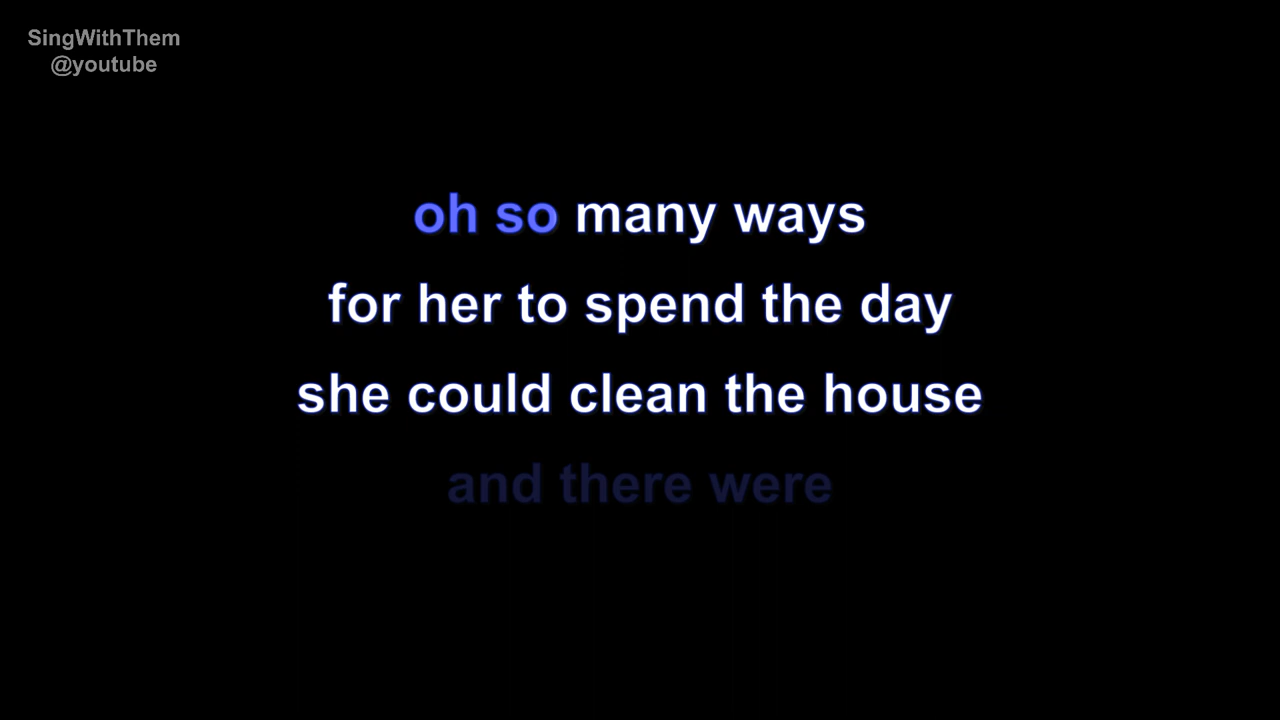 SingWithThem
@youtube
oh so many ways
for her to spend the day
she could clean the house
and there were